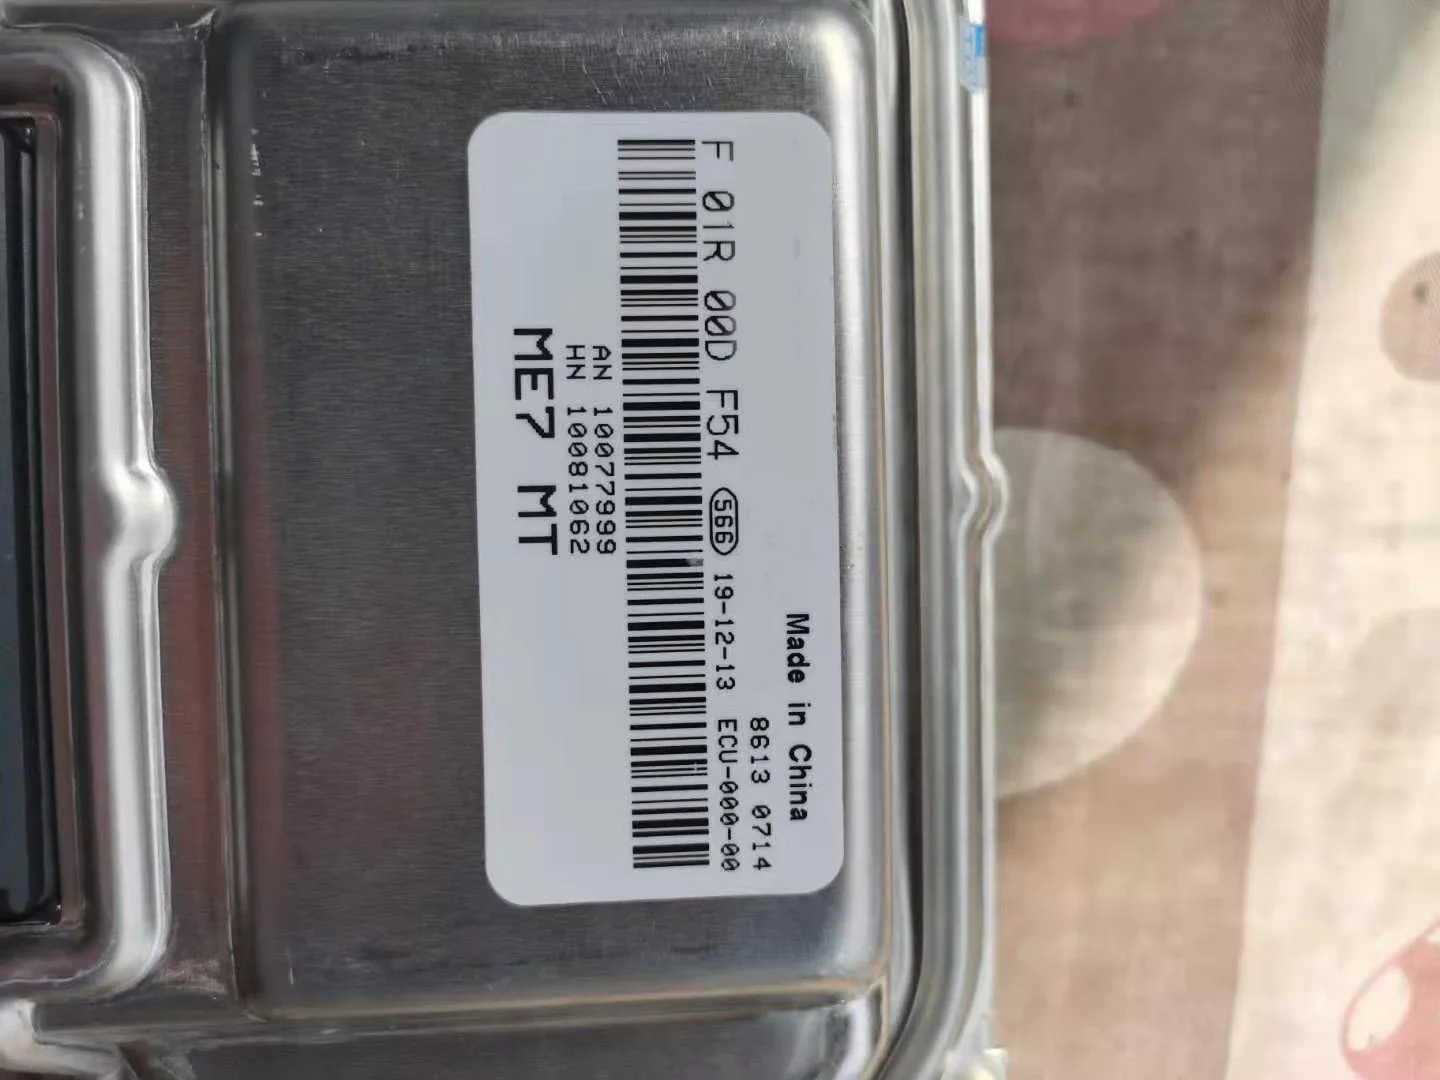 Made in China
8613 0714
F 01R 00D F54 566 19-12-13 ECU-000-00
AN 10077999
HN 10081062
ME7 MT